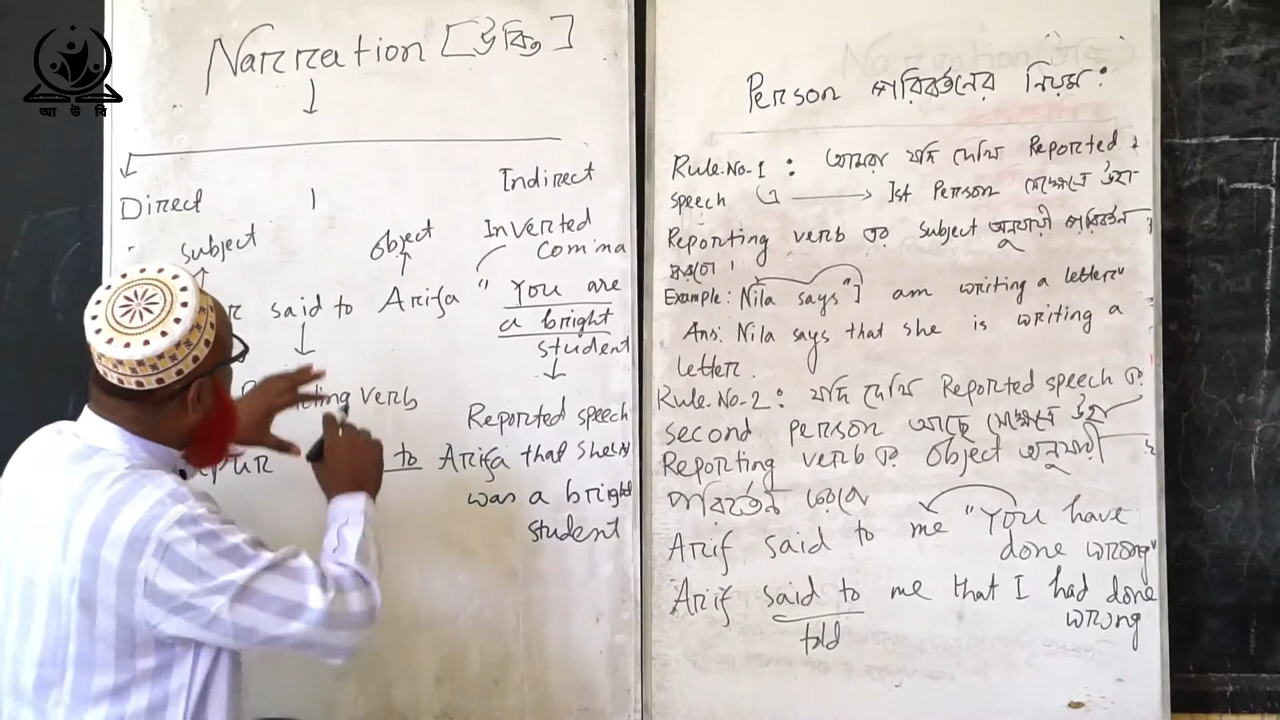 আ উ বি
Narration [উক্তি]
Direct
Indirect
subject
object
Inverted
Comma
said to Arifa " You are
a bright
student
verb
Reported speech
to Arifa that she
was a bright
student
Person পরিবর্তনের নিয়ম :
Rule.No-1 : আমরা যদি দেখি Reported
speech এ → 1st Person সেক্ষেত্রে উহা
Reporting verb এর subject অনুযায়ী পরিবর্তন
হবে।
Example: Nila says "I am writing a letter"
Ans: Nila says that she is writing a
letter.
Rule.No-2: যদি দেখি Reported speech এ
second person আছে সেক্ষেত্রে উহা
Reporting verb এর Object অনুযায়ী
পরিবর্তন হবে
Arif said to me "You have
done wrong"
Arif said to me that I had done
wrong
told